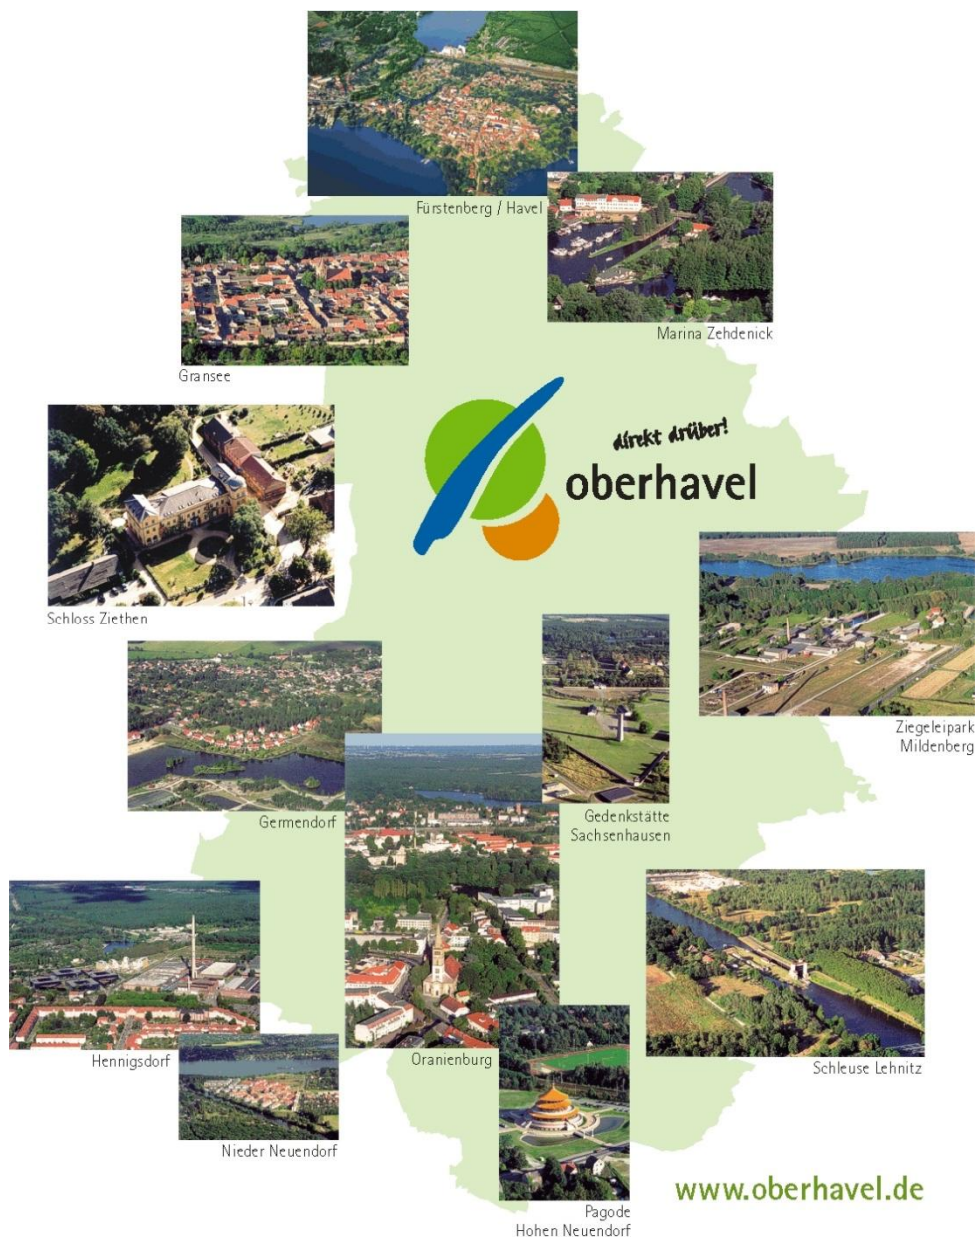 Fürstenberg / Havel
Marina Zehdenick
Gransee
direkt drüber!
oberhavel
Schloss Ziethen
Ziegeleipark
Mildenberg
Germendorf
Gedenkstätte
Sachsenhausen
Hennigsdorf
Oranienburg
Schleuse Lehnitz
Nieder Neuendorf
www.oberhavel.de
Pagode
Hohen Neuendorf